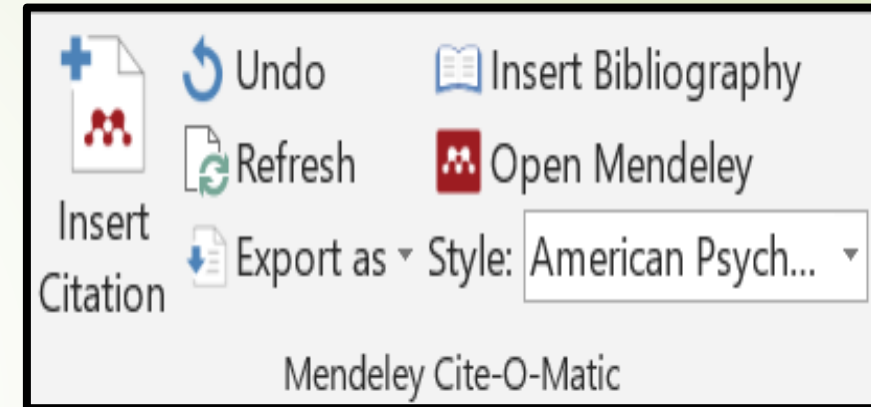 Insert
Citation
Undo
Refresh
Export as
Insert Bibliography
Open Mendeley
Style: American Psych...
Mendeley Cite-O-Matic